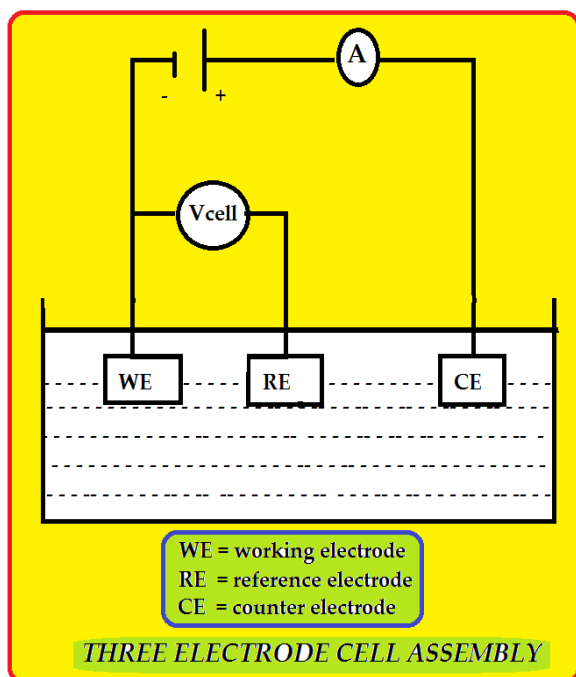 A
- +
Vcell
WE RE CE
WE = working electrode
RE = reference electrode
CE = counter electrode
THREE ELECTRODE CELL ASSEMBLY